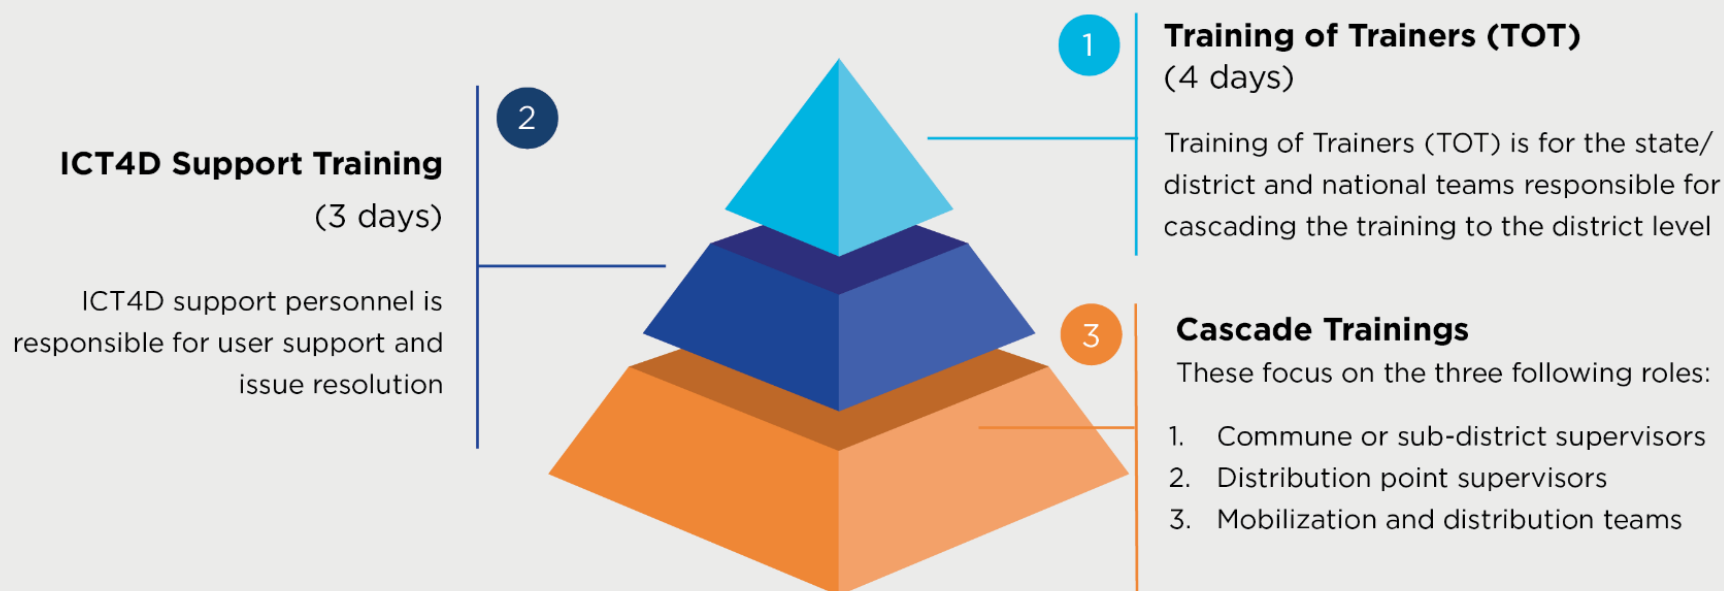 1
Training of Trainers (TOT)
(4 days)
Training of Trainers (TOT) is for the state/
district and national teams responsible for
cascading the training to the district level
2
ICT4D Support Training
(3 days)
ICT4D support personnel is
responsible for user support and
issue resolution
3
Cascade Trainings
These focus on the three following roles:
1. Commune or sub-district supervisors
2. Distribution point supervisors
3. Mobilization and distribution teams